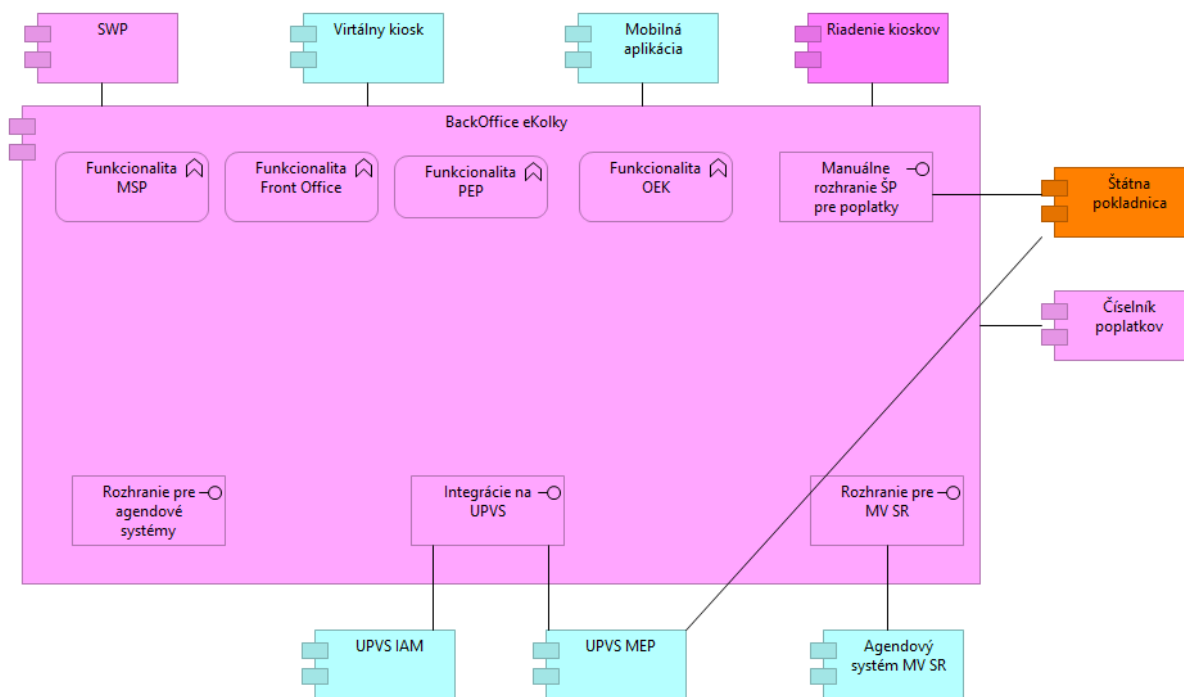 SWP
Virtálny kiosk
Mobilná
aplikácia
Riadenie kioskov
BackOffice eKolky
Funkcionalita
MSP
Funkcionalita
Front Office
Funkcionalita
PEP
Funkcionalita
OEK
Manuálne
rozhranie ŠP
pre poplatky
Štátna
pokladnica
Číselník
poplatkov
Rozhranie pre
agendové
systémy
Integrácie na
UPVS
Rozhranie pre
MV SR
UPVS IAM
UPVS MEP
Agendový
systém MV SR